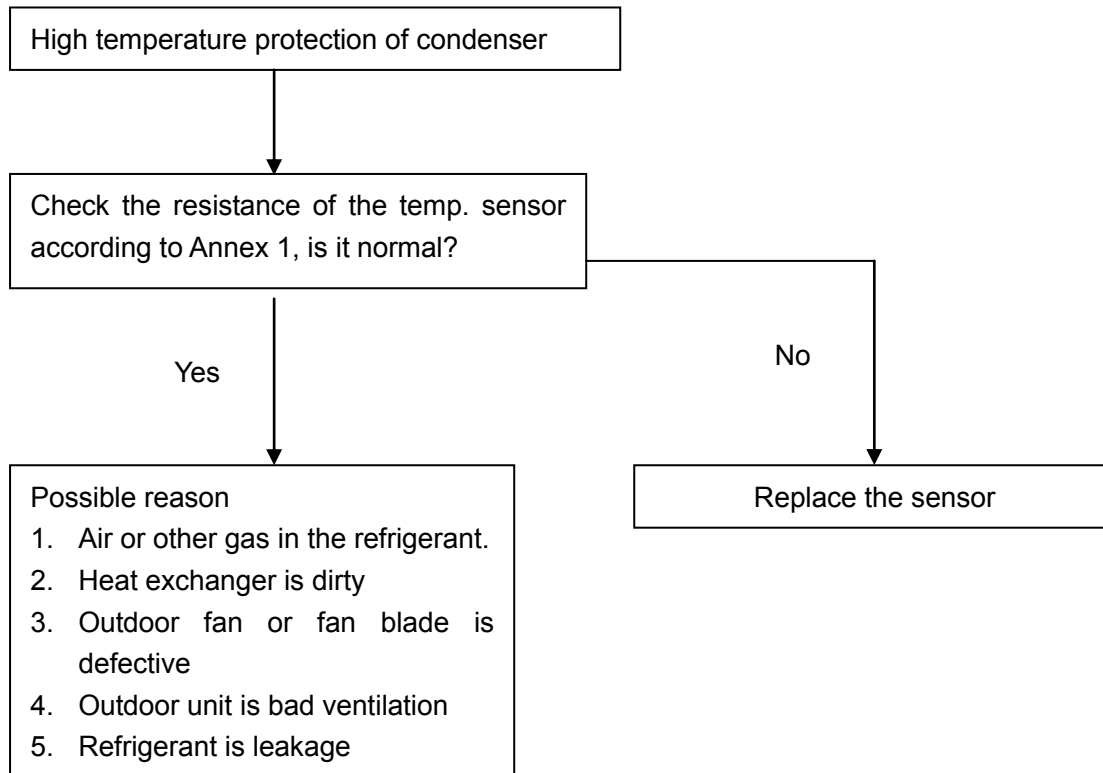 High temperature protection of condenser
Check the resistance of the temp. sensor
according to Annex 1, is it normal?
Yes
No
Possible reason
1. Air or other gas in the refrigerant.
2. Heat exchanger is dirty
3. Outdoor fan or fan blade is
defective
4. Outdoor unit is bad ventilation
5. Refrigerant is leakage
Replace the sensor